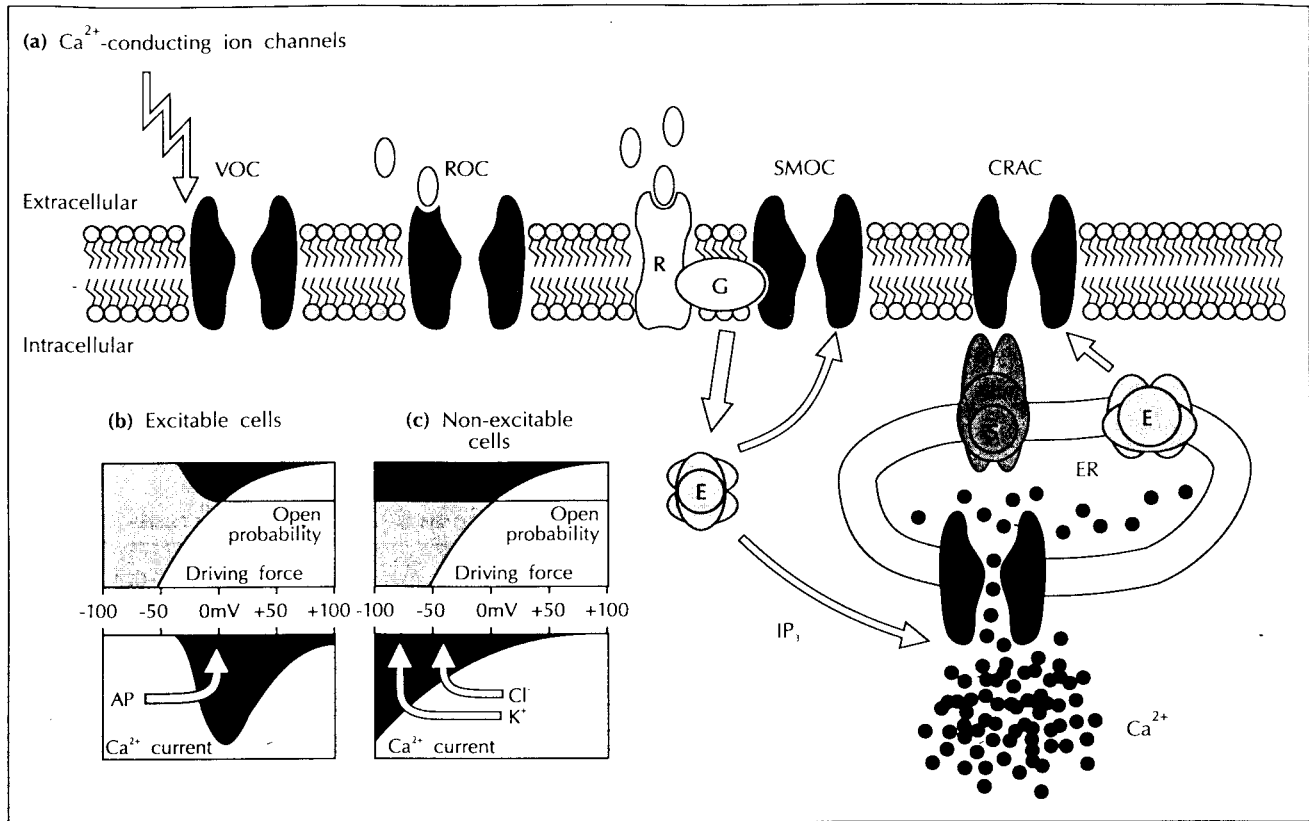 (a) Ca²⁺-conducting ion channels
VOC
ROC
SMOC
CRAC
Extracellular
R
G
Intracellular
(b) Excitable cells
(c) Non-excitable
cells
E
E
ER
Open
probability
Driving force
Open
probability
Driving force
-100 -50 0mV +50 +100
-100 -50 0mV +50 +100
IP₃
AP
Ca²⁺ current
Cl⁻
K⁺
Ca²⁺ current
Ca²⁺